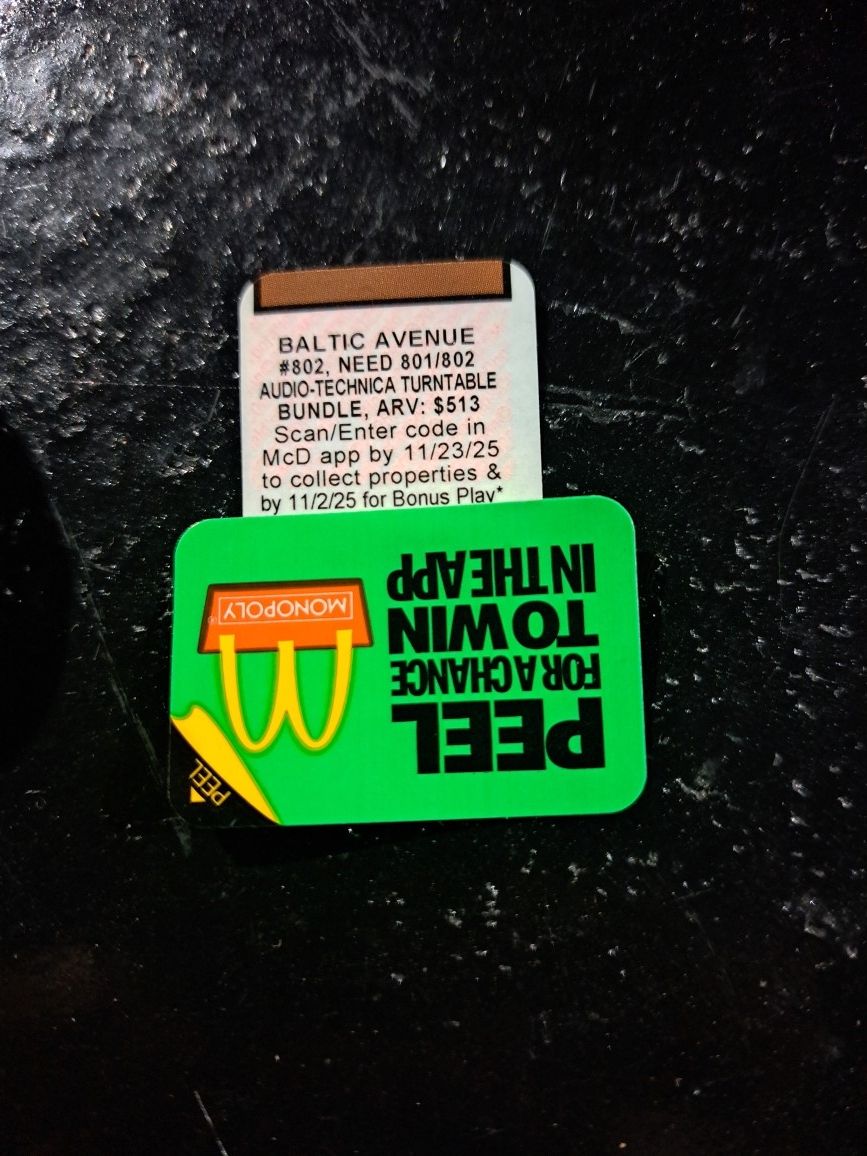 BALTIC AVENUE
#802, NEED 801/802
AUDIO-TECHNICA TURNTABLE
BUNDLE, ARV: $513
Scan/Enter code in
McD app by 11/23/25
to collect properties &
by 11/2/25 for Bonus Play*
PEEL
FOR A CHANCE
TO WIN
IN THE APP
MONOPOLY®
PEEL